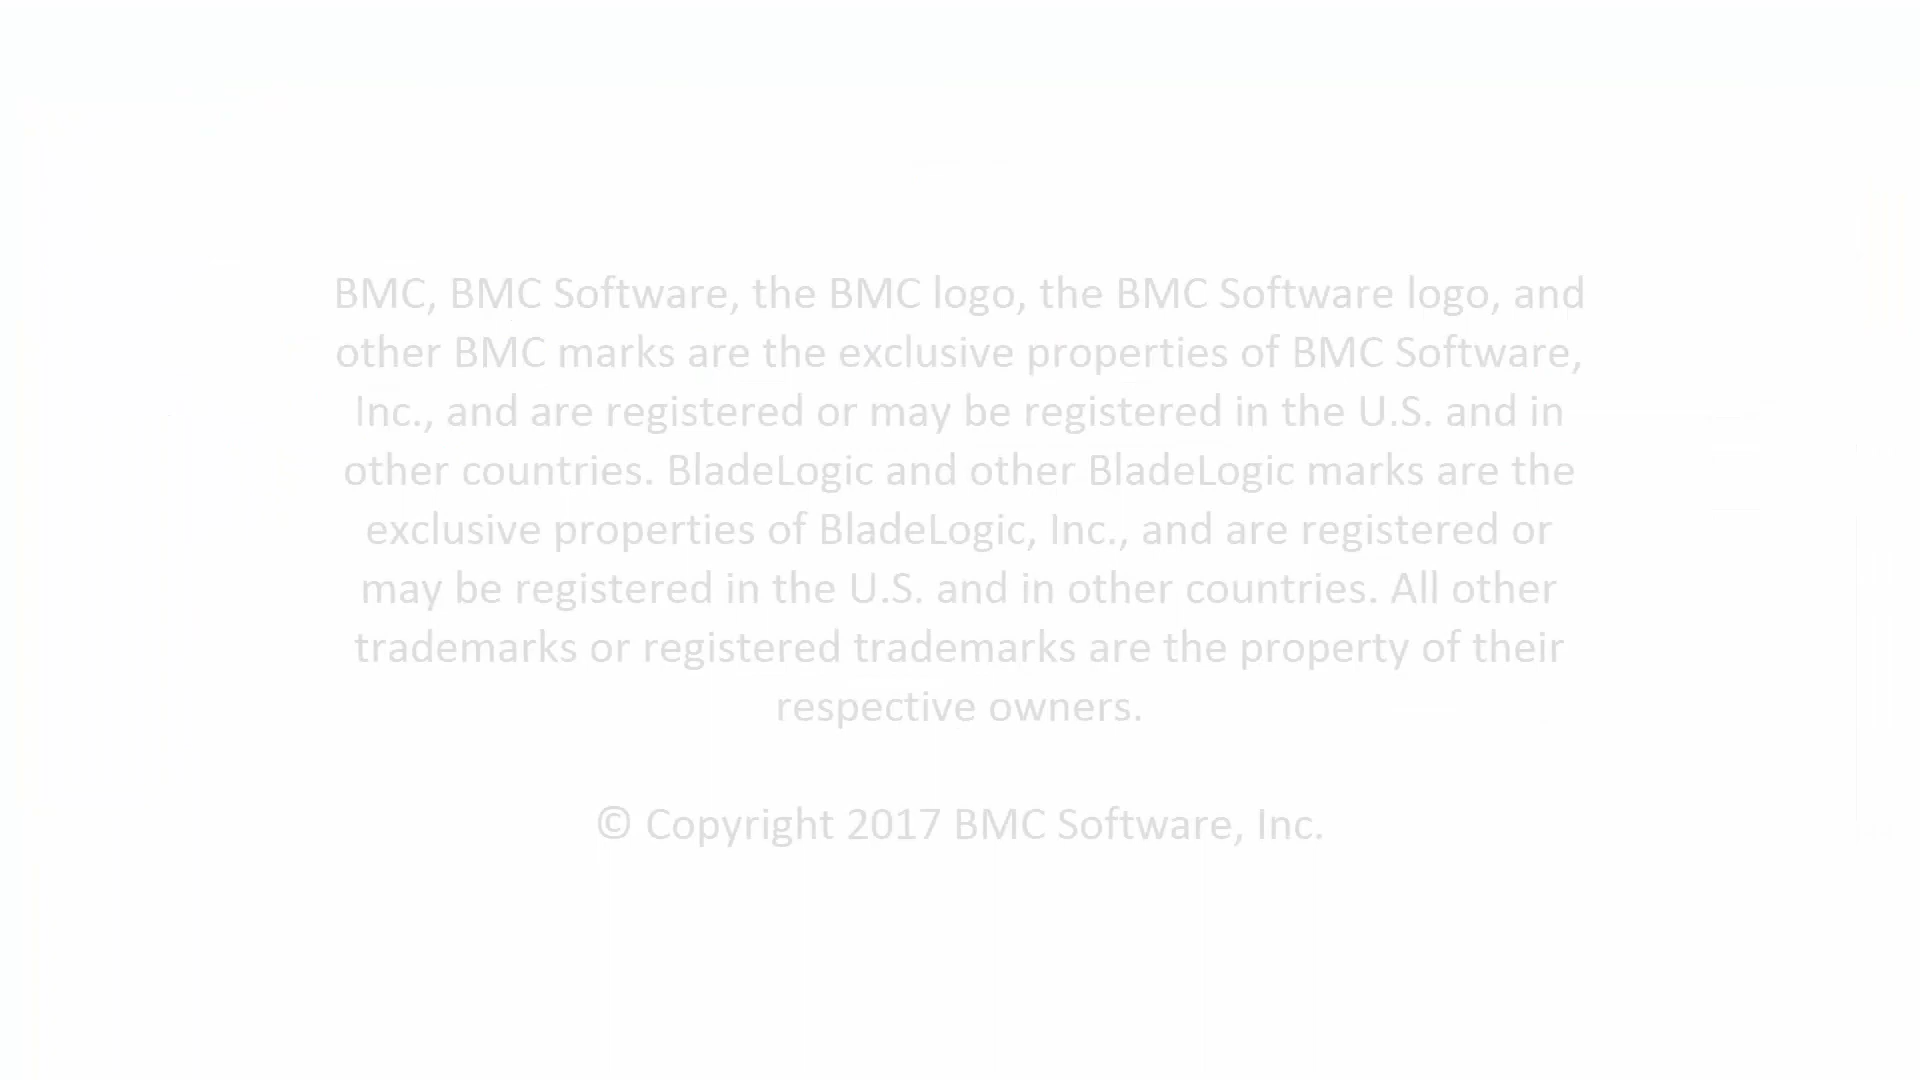 BMC, BMC Software, the BMC logo, the BMC Software logo, and
other BMC marks are the exclusive properties of BMC Software,
Inc., and are registered or may be registered in the U.S. and in
other countries. BladeLogic and other BladeLogic marks are the
exclusive properties of BladeLogic, Inc., and are registered or
may be registered in the U.S. and in other countries. All other
trademarks or registered trademarks are the property of their
respective owners.
© Copyright 2017 BMC Software, Inc.